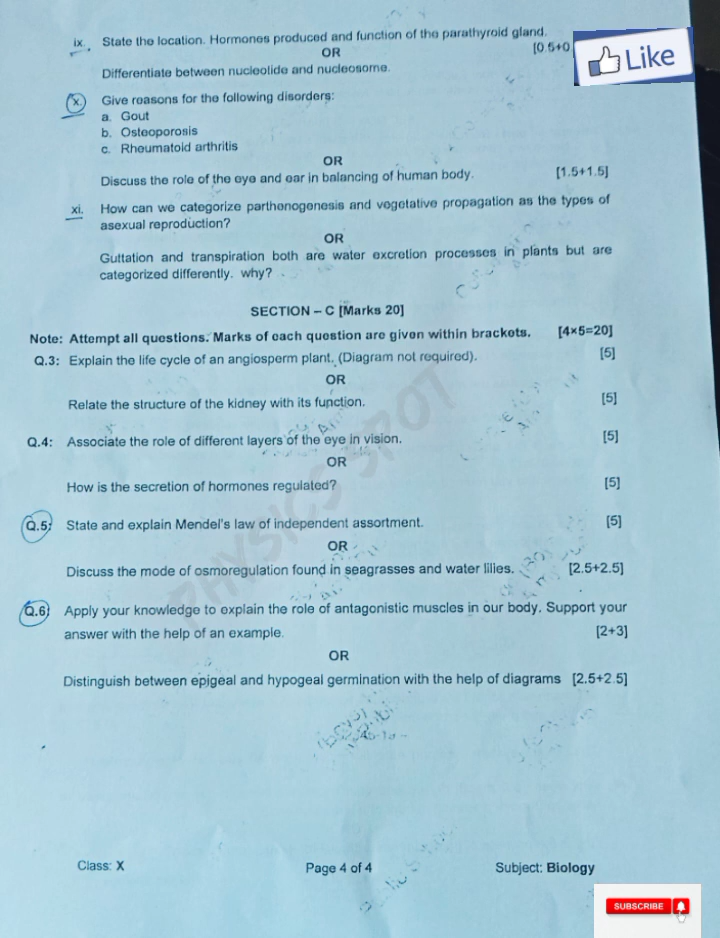 ix. State the location. Hormones produced and function of the parathyroid gland.
[0.5+0
Like
OR
Differentiate between nucleotide and nucleosome.
x. Give reasons for the following disorders:
a. Gout
b. Osteoporosis
c. Rheumatoid arthritis
OR
Discuss the role of the eye and ear in balancing of human body. [1.5+1.5]
xi. How can we categorize parthenogenesis and vegetative propagation as the types of
asexual reproduction?
OR
Guttation and transpiration both are water excretion processes in plants but are
categorized differently. why?
SECTION – C [Marks 20]
Note: Attempt all questions. Marks of each question are given within brackets. [4×5=20]
Q.3: Explain the life cycle of an angiosperm plant. (Diagram not required). [5]
OR
Relate the structure of the kidney with its function. [5]
Q.4: Associate the role of different layers of the eye in vision. [5]
OR
How is the secretion of hormones regulated? [5]
Q.5: State and explain Mendel's law of independent assortment. [5]
OR
Discuss the mode of osmoregulation found in seagrasses and water lilies. [2.5+2.5]
Q.6: Apply your knowledge to explain the role of antagonistic muscles in our body. Support your
answer with the help of an example. [2+3]
OR
Distinguish between epigeal and hypogeal germination with the help of diagrams [2.5+2.5]
PHYSICS SPOT
Class: X Page 4 of 4 Subject: Biology
SUBSCRIBE